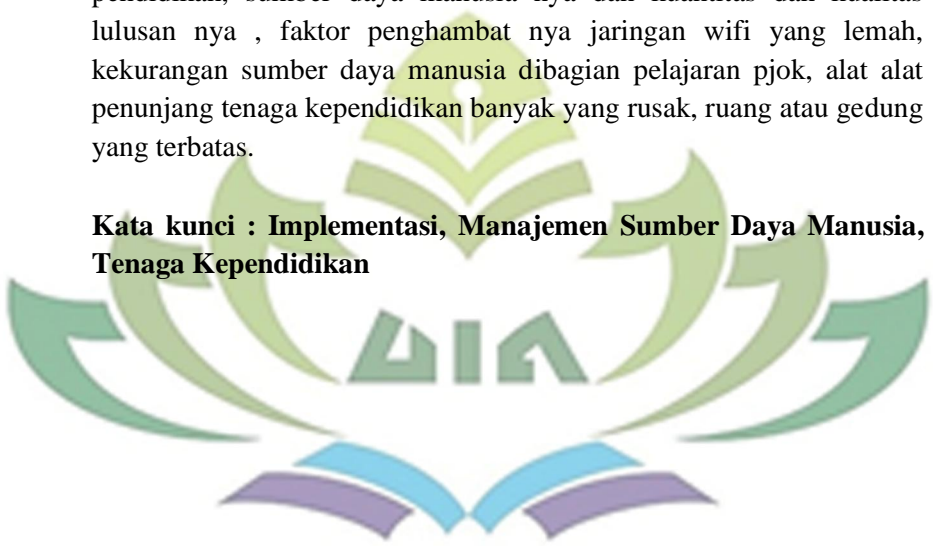 lulusan nya , faktor penghambat nya jaringan wifi yang lemah,
kekurangan sumber daya manusia dibagian pelajaran pjok, alat alat
penunjang tenaga kependidikan banyak yang rusak, ruang atau gedung
yang terbatas.
Kata kunci : Implementasi, Manajemen Sumber Daya Manusia,
Tenaga Kependidikan
UIN